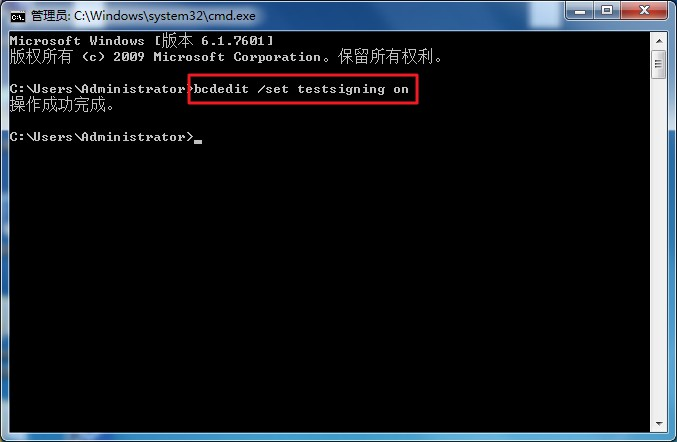 管理员: C:\Windows\system32\cmd.exe
Microsoft Windows [版本 6.1.7601]
版权所有 (c) 2009 Microsoft Corporation。保留所有权利。
C:\Users\Administrator>bcdedit /set testsigning on
操作成功完成。
C:\Users\Administrator>_